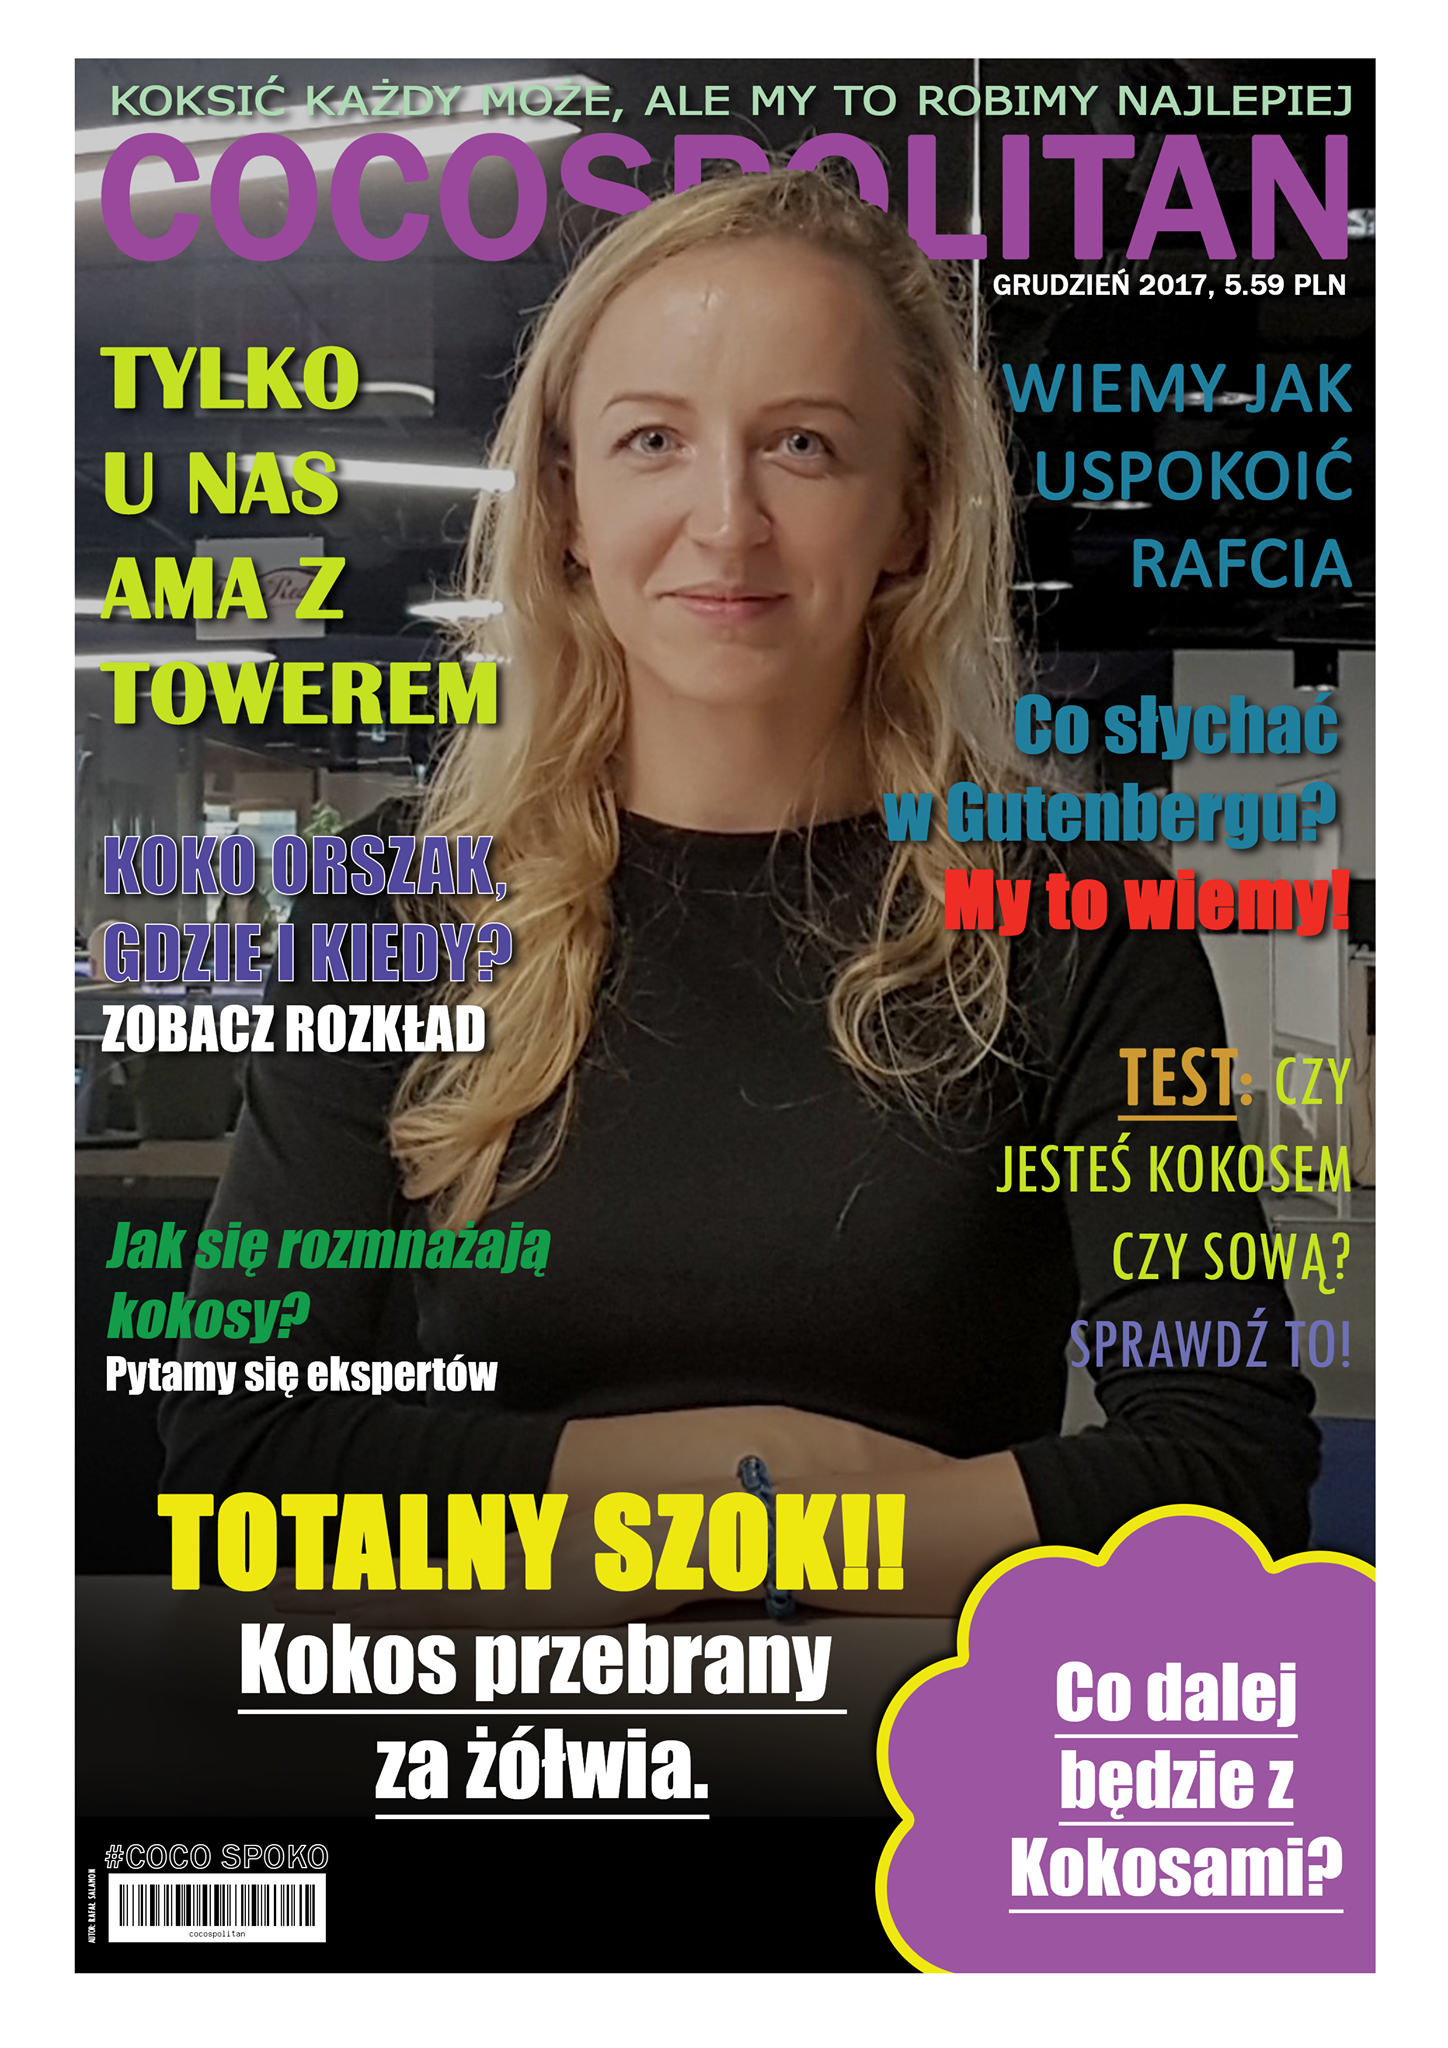 KOKSIĆ KAŻDY MOŻE, ALE MY TO ROBIMY NAJLEPIEJ
COCOSPOLITAN
GRUDZIEŃ 2017, 5.59 PLN
TYLKO
U NAS
AMA Z
TOWEREM
WIEMY JAK
USPOKOIĆ
RAFCIA
Co słychać
w Gutenbergu?
My to wiemy!
KOKO ORSZAK,
GDZIE I KIEDY?
ZOBACZ ROZKŁAD
TEST: CZY
JESTEŚ KOKOSEM
CZY SOWĄ?
SPRAWDŹ TO!
Jak się rozmnażają
kokosy?
Pytamy się ekspertów
TOTALNY SZOK!!
Kokos przebrany
za żółwia.
Co dalej
będzie z
Kokosami?
#COCO SPOKO
AUTOR: RAFAŁ SALAMON
cocospolitan